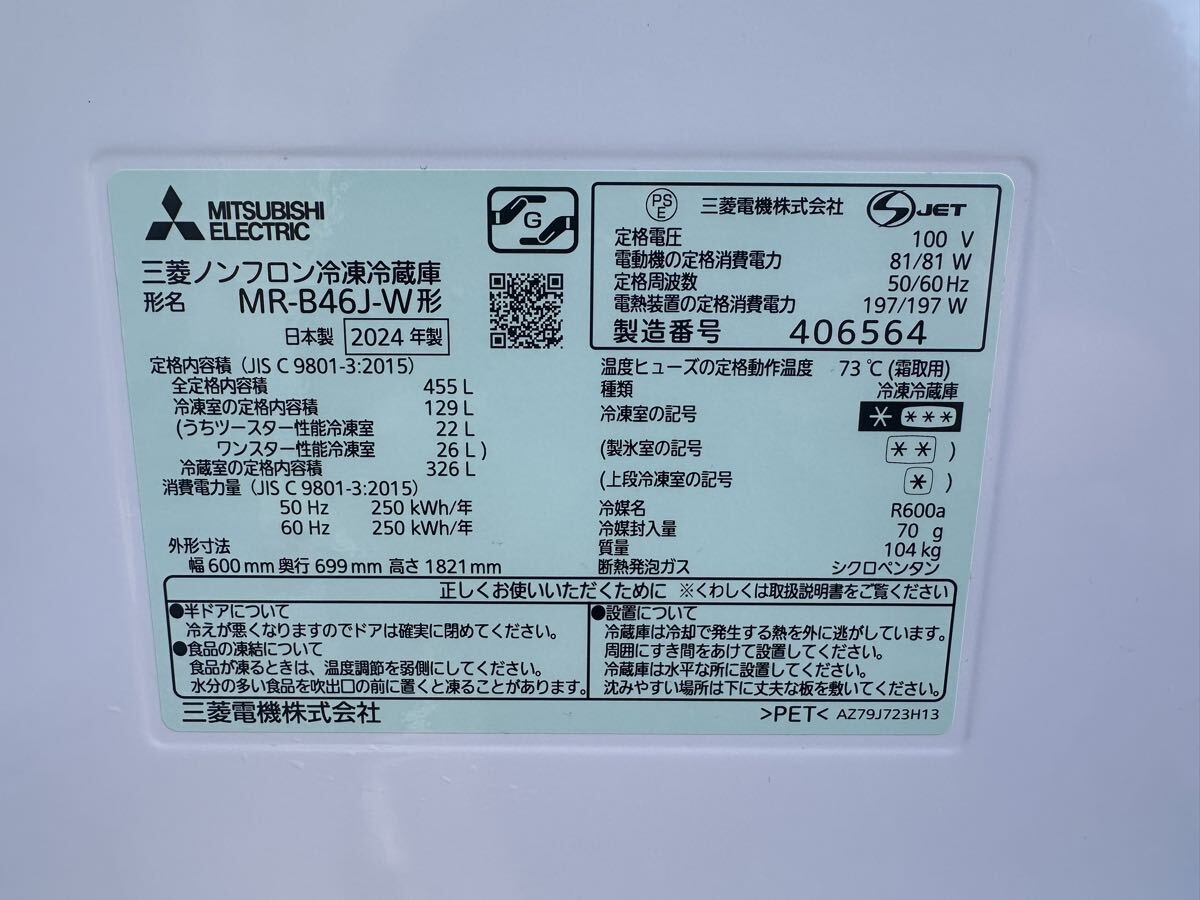 MITSUBISHI
ELECTRIC
G
三菱ノンフロン冷凍冷蔵庫
形名 MR-B46J-W形
日本製 2024 年製
定格内容積（JIS C 9801-3:2015）
全定格内容積 455 L
冷凍室の定格内容積 129 L
(うちツースター性能冷凍室 22 L
ワンスター性能冷凍室 26 L )
冷蔵室の定格内容積 326 L
消費電力量（JIS C 9801-3:2015）
50 Hz 250 kWh/年
60 Hz 250 kWh/年
外形寸法
幅 600 mm 奥行 699 mm 高さ 1821 mm
PS
E
三菱電機株式会社 JET
定格電圧 100 V
電動機の定格消費電力 81/81 W
定格周波数 50/60 Hz
電熱装置の定格消費電力 197/197 W
製造番号 406564
温度ヒューズの定格動作温度 73 ℃ (霜取用)
種類 冷凍冷蔵庫
冷凍室の記号 * ***
(製氷室の記号 ** )
(上段冷凍室の記号 * )
冷媒名 R600a
冷媒封入量 70 g
質量 104 kg
断熱発泡ガス シクロペンタン
正しくお使いいただくために ※くわしくは取扱説明書をご覧ください
●半ドアについて
冷えが悪くなりますのでドアは確実に閉めてください。
●食品の凍結について
食品が凍るときは、温度調節を弱側にしてください。
水分の多い食品を吹出口の前に置くと凍ることがあります。
●設置について
冷蔵庫は冷却で発生する熱を外に逃がしています。
周囲にすき間をあけて設置してください。
冷蔵庫は水平な所に設置してください。
沈みやすい場所は下に丈夫な板を敷いてください。
三菱電機株式会社 >PET< AZ79J723H13